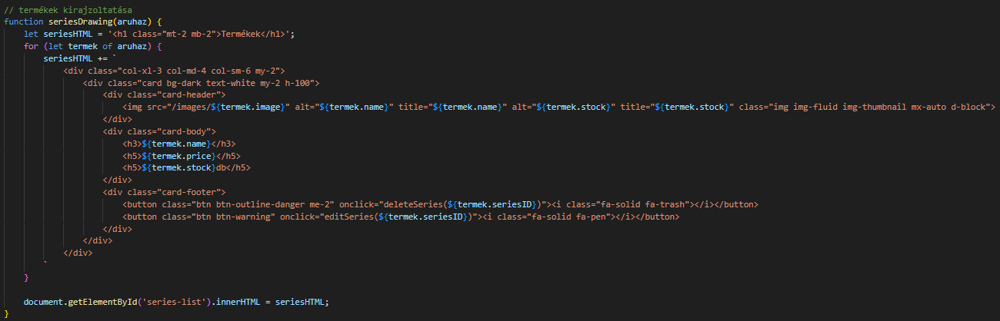 // termékek kirajzoltatása
function seriesDrawing(aruhaz) {
    let seriesHTML = '<h1 class="mt-2 mb-2">Termékek</h1>';
    for (let termek of aruhaz) {
        seriesHTML += `
            <div class="col-xl-3 col-md-4 col-sm-6 my-2">
                <div class="card bg-dark text-white my-2 h-100">
                    <div class="card-header">
                        <img src="/images/${termek.image}" alt="${termek.name}" title="${termek.name}" alt="${termek.stock}" title="${termek.stock}" class="img img-fluid img-thumbnail mx-auto d-block">
                    </div>
                    <div class="card-body">
                        <h3>${termek.name}</h3>
                        <h5>${termek.price}</h5>
                        <h5>${termek.stock}db</h5>
                    </div>
                    <div class="card-footer">
                        <button class="btn btn-outline-danger me-2" onclick="deleteSeries(${termek.seriesID})"><i class="fa-solid fa-trash"></i></button>
                        <button class="btn btn-warning" onclick="editSeries(${termek.seriesID})"><i class="fa-solid fa-pen"></i></button>
                    </div>
                </div>
            </div>
        `
    }

    document.getElementById('series-list').innerHTML = seriesHTML;
}